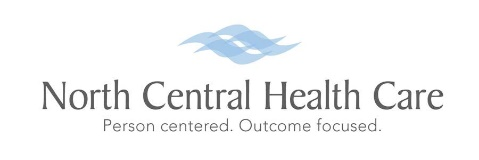 North Central Health Care
Person centered. Outcome focused.